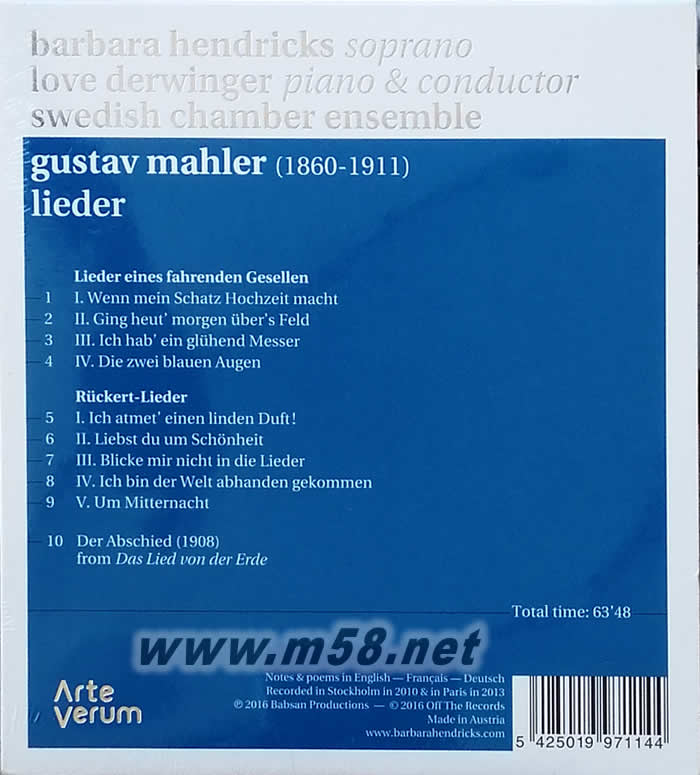 barbara hendricks soprano
love derwinger piano & conductor
swedish chamber ensemble
gustav mahler (1860-1911)
lieder
Lieder eines fahrenden Gesellen
1 I. Wenn mein Schatz Hochzeit macht
2 II. Ging heut' morgen über's Feld
3 III. Ich hab' ein glühend Messer
4 IV. Die zwei blauen Augen
Rückert-Lieder
5 I. Ich atmet' einen linden Duft!
6 II. Liebst du um Schönheit
7 III. Blicke mir nicht in die Lieder
8 IV. Ich bin der Welt abhanden gekommen
9 V. Um Mitternacht
10 Der Abschied (1908)
from Das Lied von der Erde
Total time: 63'48
www.m58.net
Arte
verum
Notes & poems in English — Français — Deutsch
Recorded in Stockholm in 2010 & in Paris in 2013
℗ 2016 Babsan Productions — © 2016 Off The Records
Made in Austria
www.barbarahendricks.com
5 425019 971144